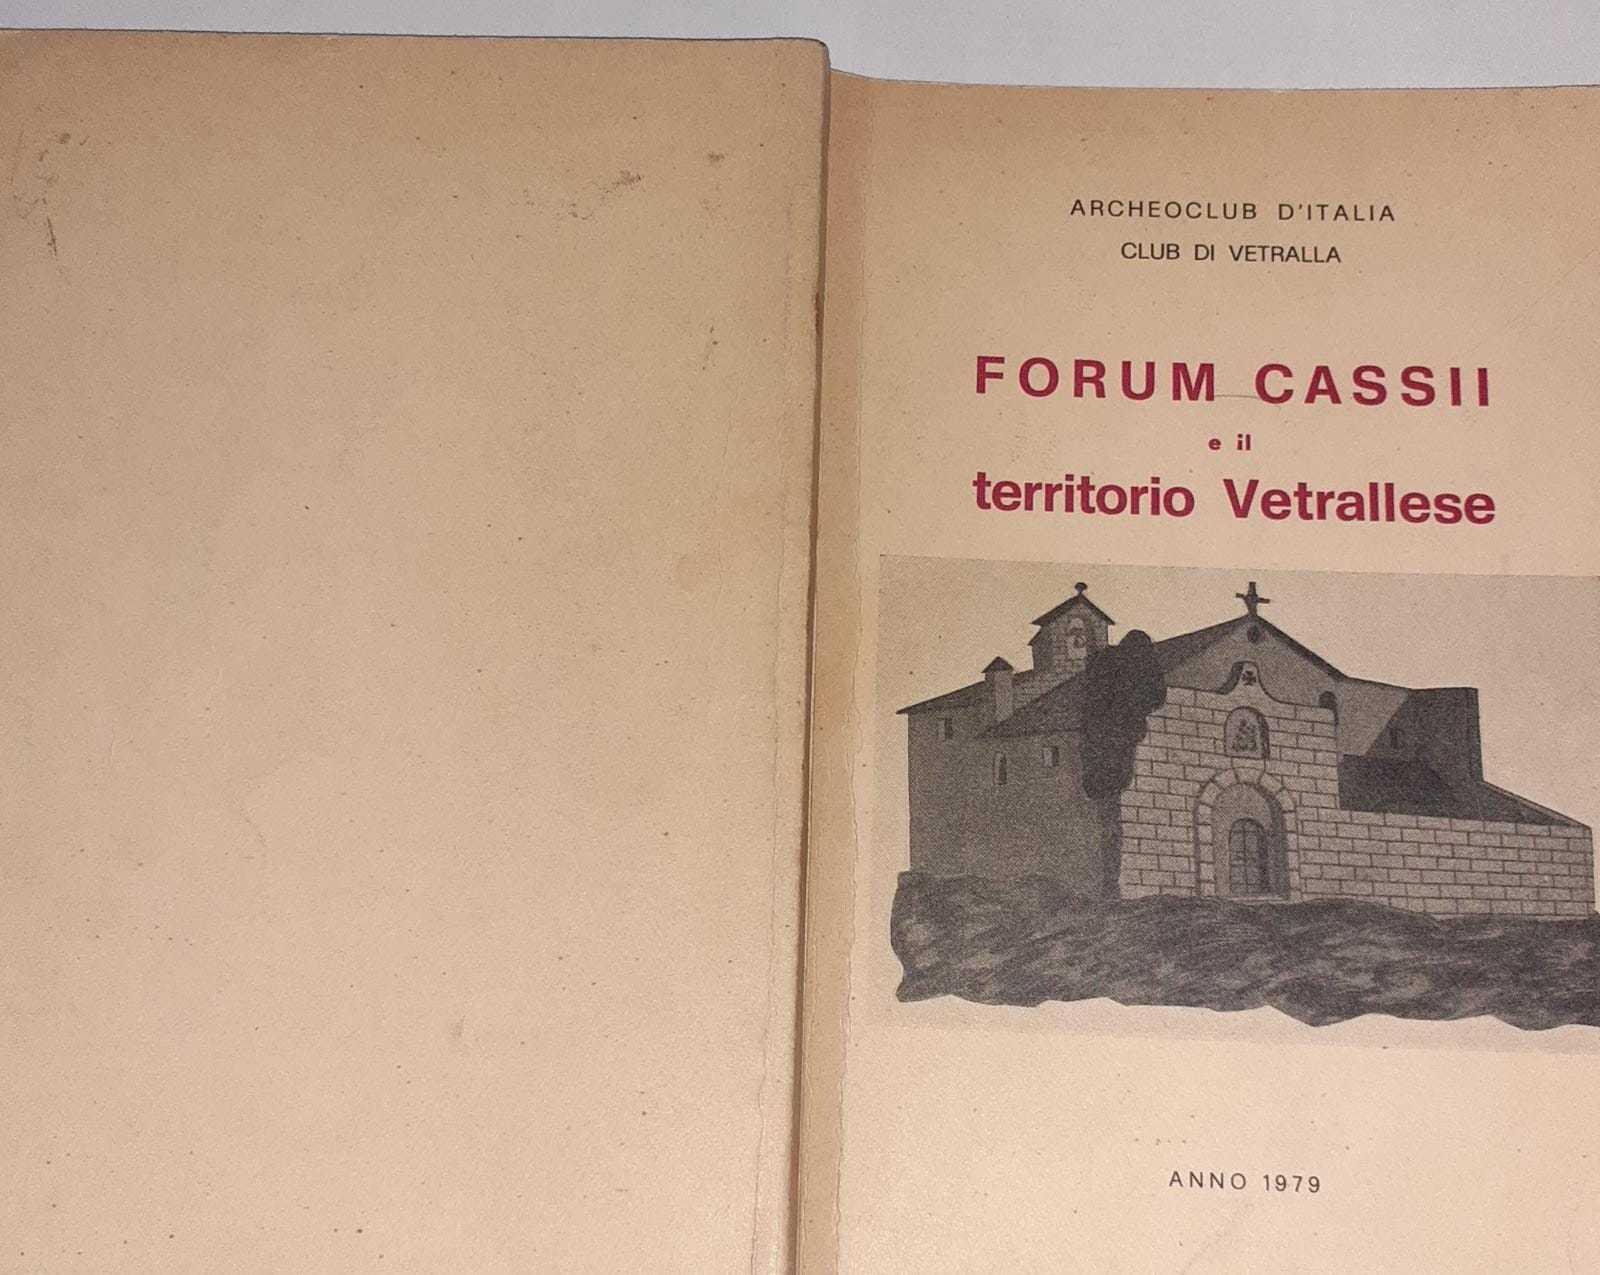 ARCHEOCLUB D'ITALIA
CLUB DI VETRALLA
FORUM CASSII
e il
territorio Vetrallese
ANNO 1979